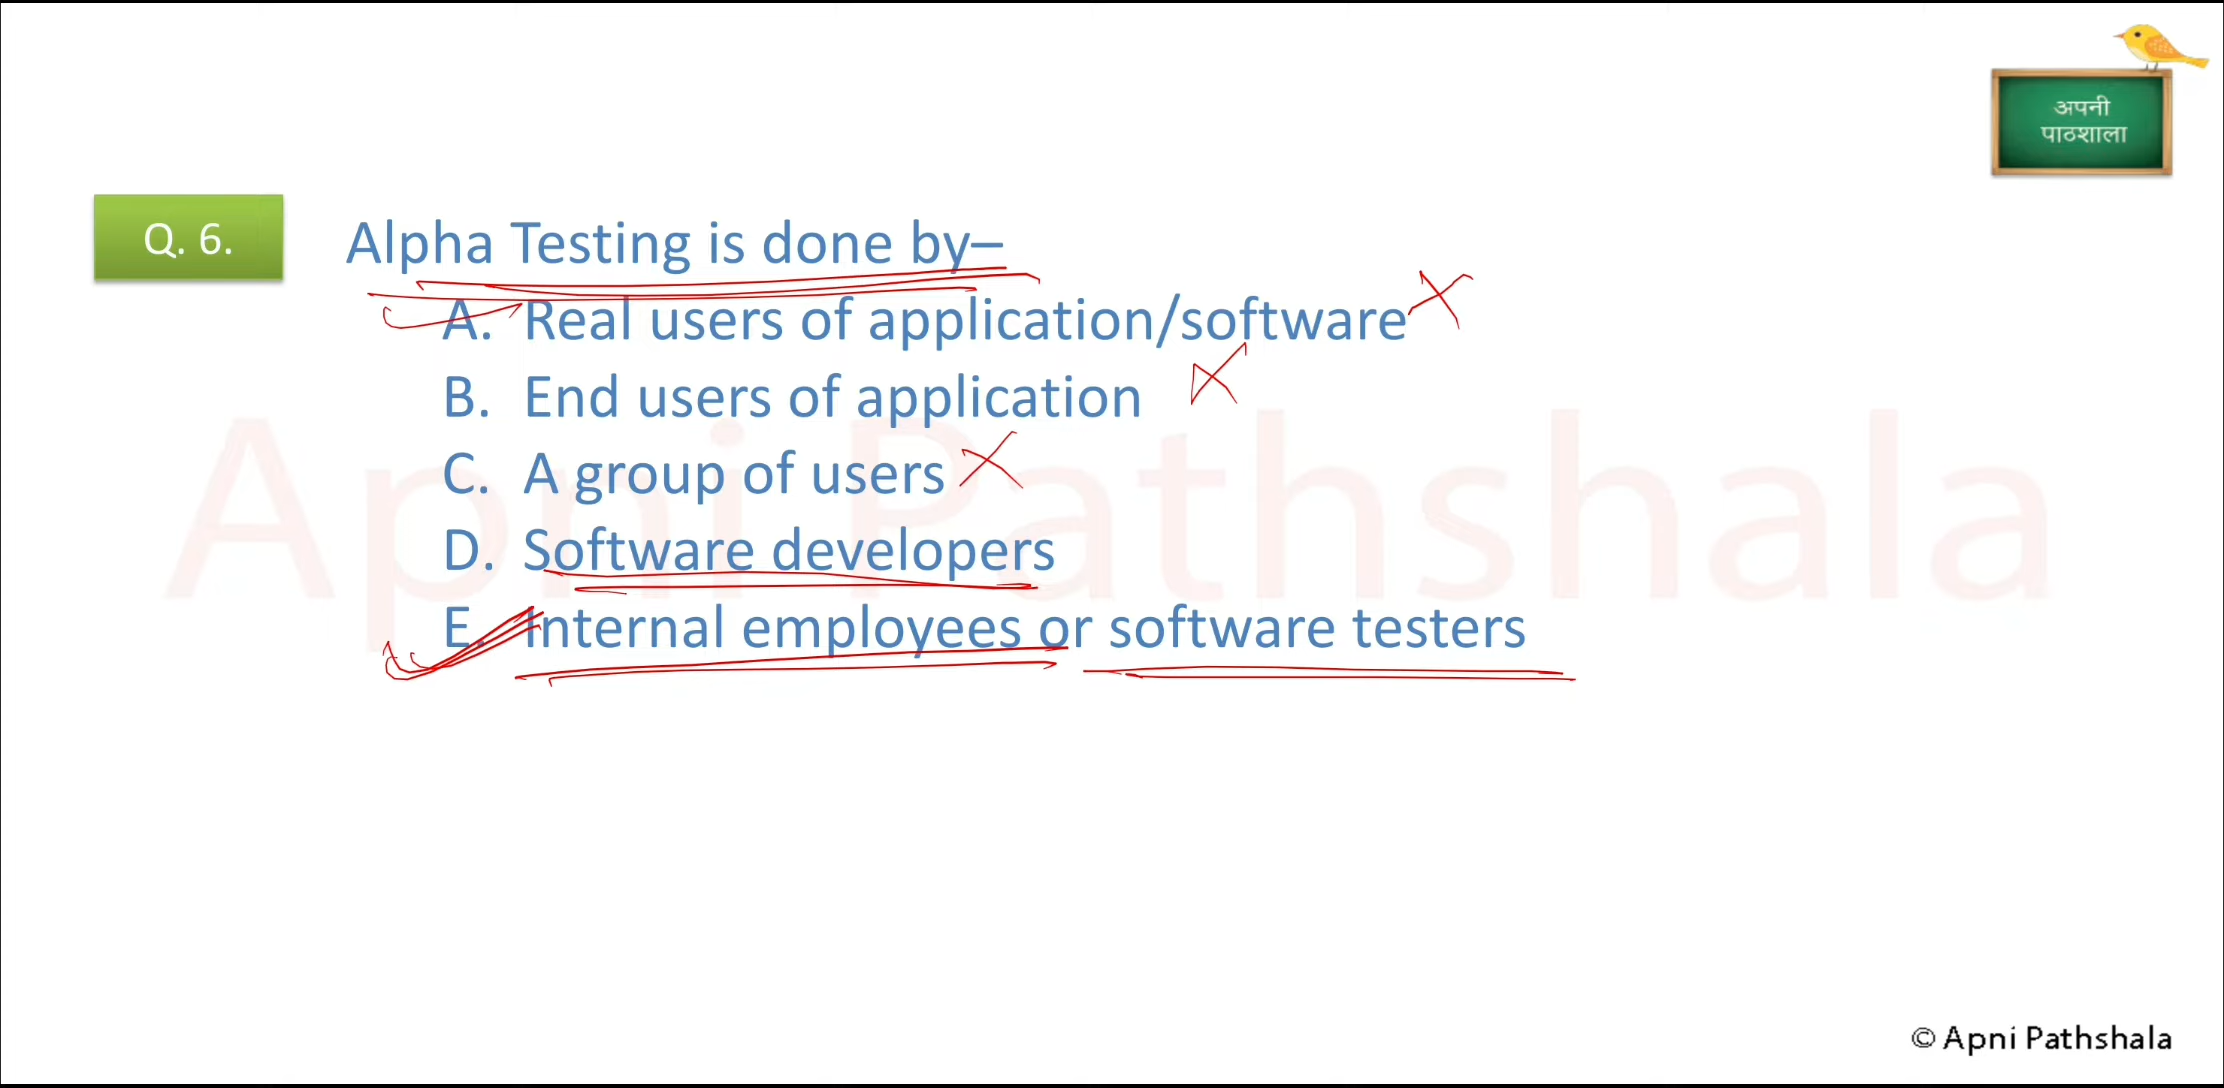 अपनी
पाठशाला
Q. 6.
Alpha Testing is done by–
A. Real users of application/software
B. End users of application
C. A group of users
D. Software developers
E. Internal employees or software testers
Apni Pathshala
© Apni Pathshala